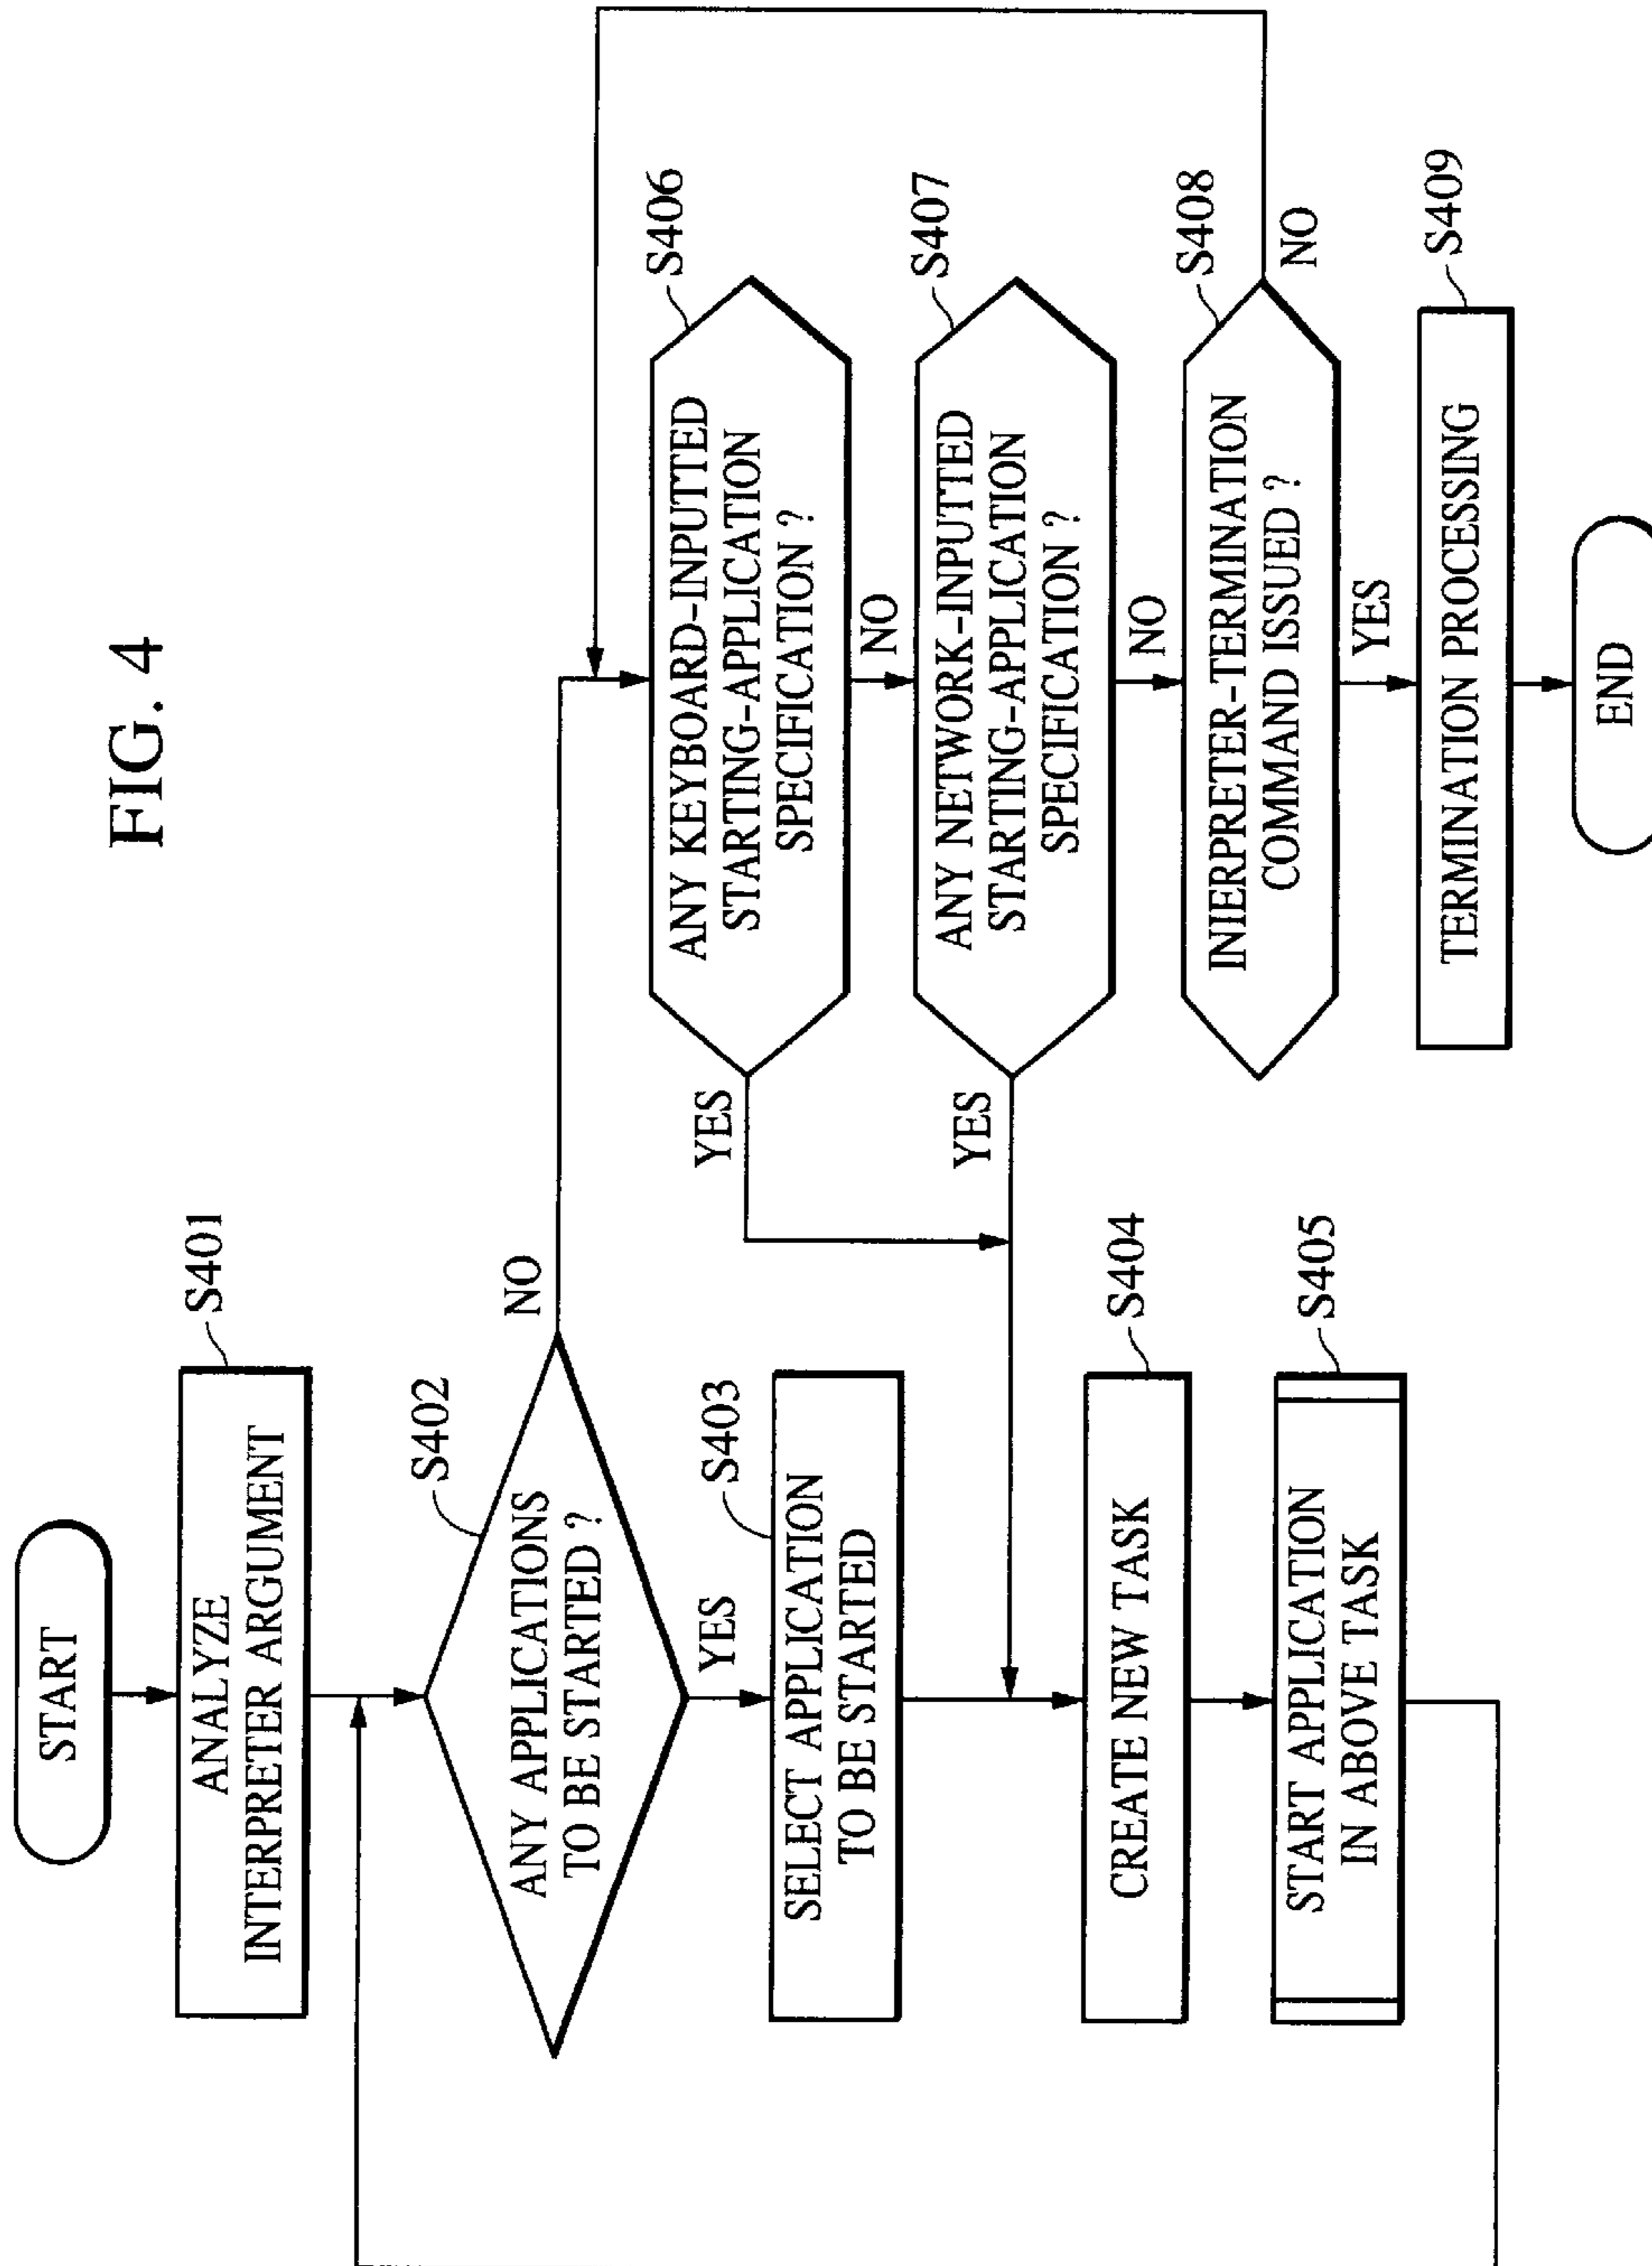 FIG. 4
START
ANALYZE
INTERPRETER ARGUMENT
S401
ANY APPLICATIONS
TO BE STARTED ?
S402
NO
YES
SELECT APPLICATION
TO BE STARTED
S403
CREATE NEW TASK
S404
START APPLICATION
IN ABOVE TASK
S405
ANY KEYBOARD-INPUTTED
STARTING-APPLICATION
SPECIFICATION ?
S406
YES
NO
ANY NETWORK-INPUTTED
STARTING-APPLICATION
SPECIFICATION ?
S407
YES
NO
INIERPRETER-TERMINATION
COMMAND ISSUED ?
S408
NO
YES
TERMINATION PROCESSING
S409
END